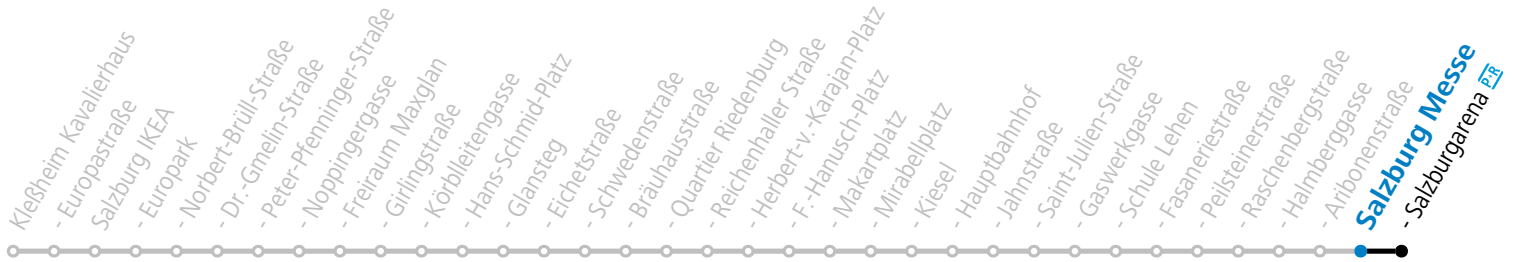 Kleßheim Kavalierhaus
- Europastraße
Salzburg IKEA
- Europark
- Norbert-Brüll-Straße
- Dr.-Gmelin-Straße
- Peter-Pfenninger-Straße
- Noppingergasse
- Freiraum Maxglan
- Girlingstraße
- Körblleitengasse
- Hans-Schmid-Platz
- Glansteg
- Eichetstraße
- Schwedenstraße
- Bräuhausstraße
Quartier Riedenburg
- Reichenhaller Straße
- Herbert-v.-Karajan-Platz
- F.-Hanusch-Platz
- Makartplatz
- Mirabellplatz
- Kiesel
- Hauptbahnhof
- Jahnstraße
- Saint-Julien-Straße
- Gaswerkgasse
- Schule Lehen
- Fasaneriestraße
- Peilsteinerstraße
- Raschenbergstraße
- Halmberggasse
- Aribonenstraße
Salzburg Messe
- Salzburgarena P+R